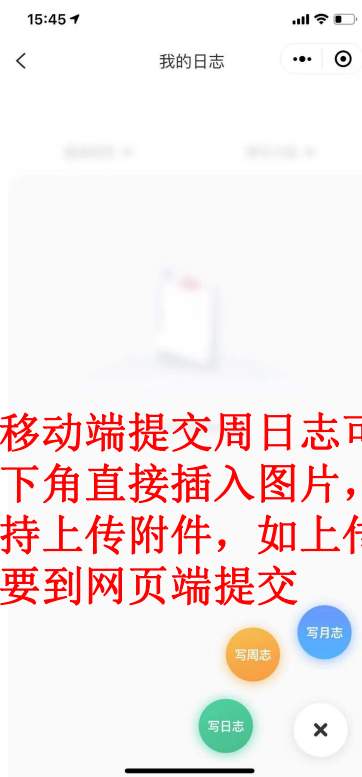 15:45
我的日志
移动端提交周日志可
下角直接插入图片，
持上传附件，如上传
要到网页端提交
写月志
写周志
写日志